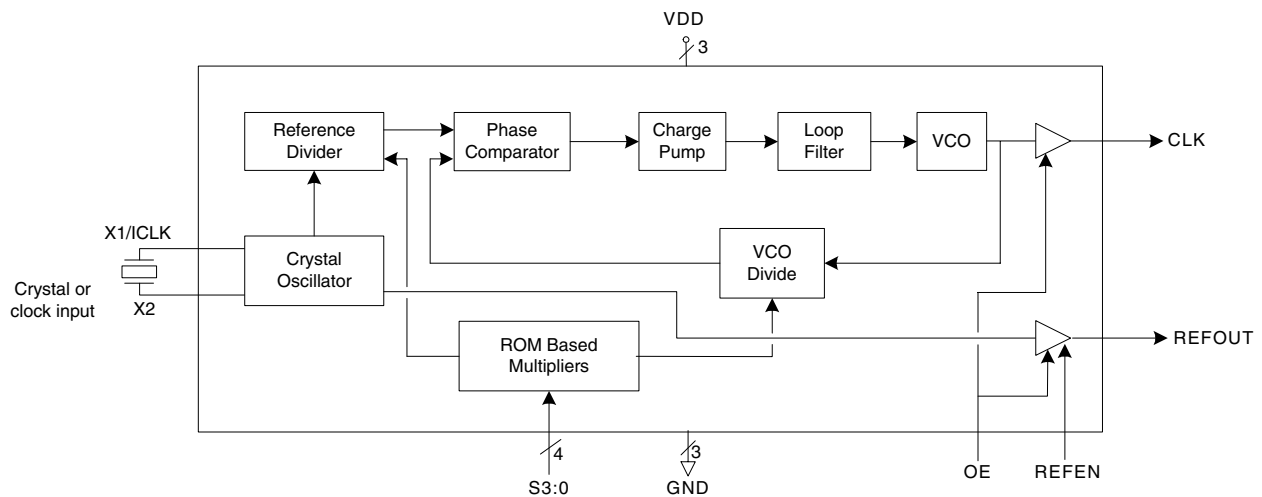 VDD
3
Reference
Divider
Phase
Comparator
Charge
Pump
Loop
Filter
VCO
CLK
X1/ICLK
Crystal
Oscillator
VCO
Divide
Crystal or
clock input
X2
ROM Based
Multipliers
REFOUT
4
3
S3:0
GND
OE
REFEN